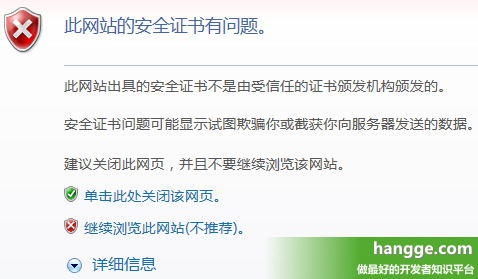 此网站的安全证书有问题。
此网站出具的安全证书不是由受信任的证书颁发机构颁发的。
安全证书问题可能显示试图欺骗你或截获你向服务器发送的数据。
建议关闭此网页，并且不要继续浏览该网站。
单击此处关闭该网页。
继续浏览此网站(不推荐)。
详细信息
hangge.com
做最好的开发者知识平台